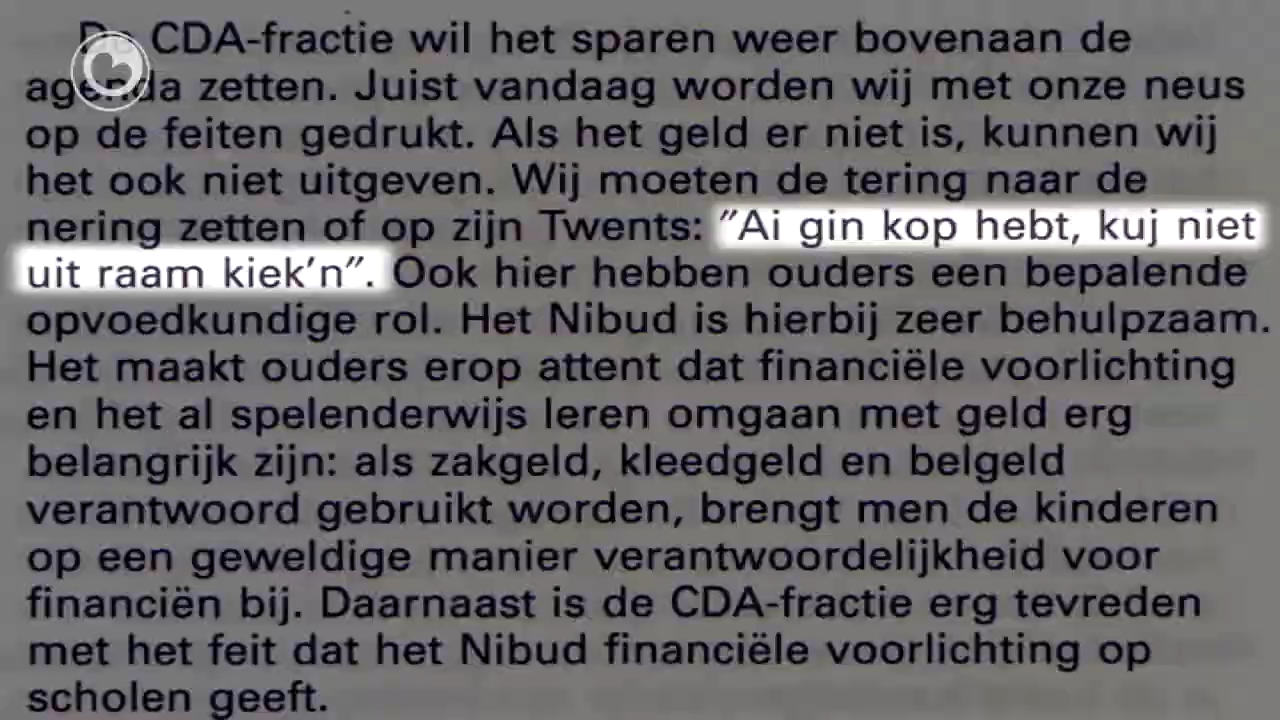 De CDA-fractie wil het sparen weer bovenaan de
agenda zetten. Juist vandaag worden wij met onze neus
op de feiten gedrukt. Als het geld er niet is, kunnen wij
het ook niet uitgeven. Wij moeten de tering naar de
nering zetten of op zijn Twents: ”Ai gin kop hebt, kuj niet
uit raam kiek’n”. Ook hier hebben ouders een bepalende
opvoedkundige rol. Het Nibud is hierbij zeer behulpzaam.
Het maakt ouders erop attent dat financiële voorlichting
en het al spelenderwijs leren omgaan met geld erg
belangrijk zijn: als zakgeld, kleedgeld en belgeld
verantwoord gebruikt worden, brengt men de kinderen
op een geweldige manier verantwoordelijkheid voor
financiën bij. Daarnaast is de CDA-fractie erg tevreden
met het feit dat het Nibud financiële voorlichting op
scholen geeft.